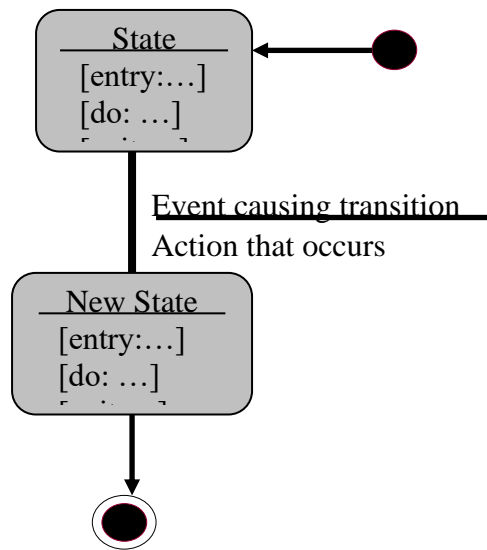 State
[entry:…]
[do: …]
Event causing transition
Action that occurs
New State
[entry:…]
[do: …]